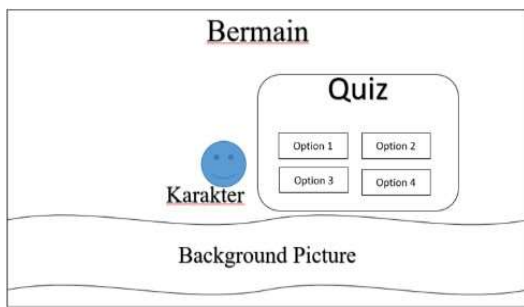 Bermain
Quiz
Option 1 Option 2
Option 3 Option 4
Karakter
Background Picture